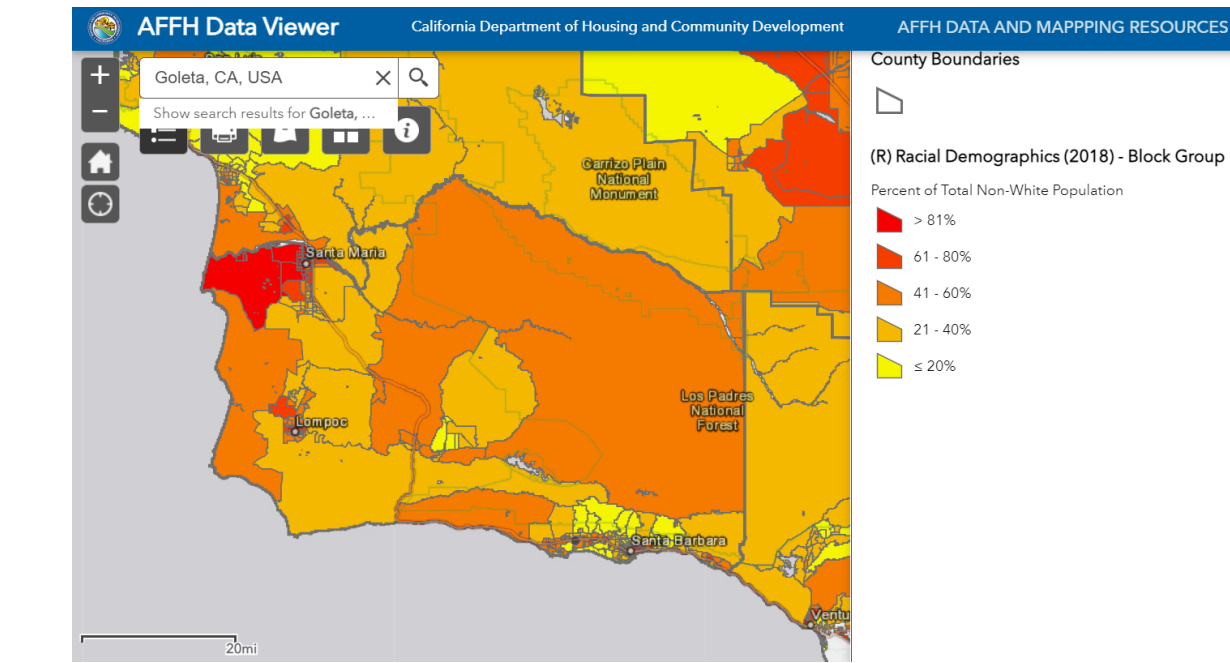 AFFH Data Viewer
California Department of Housing and Community Development
AFFH DATA AND MAPPPING RESOURCES
+
Goleta, CA, USA
Show search results for Goleta, ...
−
County Boundaries
(R) Racial Demographics (2018) - Block Group
Percent of Total Non-White Population
> 81%
61 - 80%
41 - 60%
21 - 40%
≤ 20%
Carrizo Plain
National
Monument
Santa Maria
Los Padres
National
Forest
Lompoc
Santa Barbara
Ventu
20mi